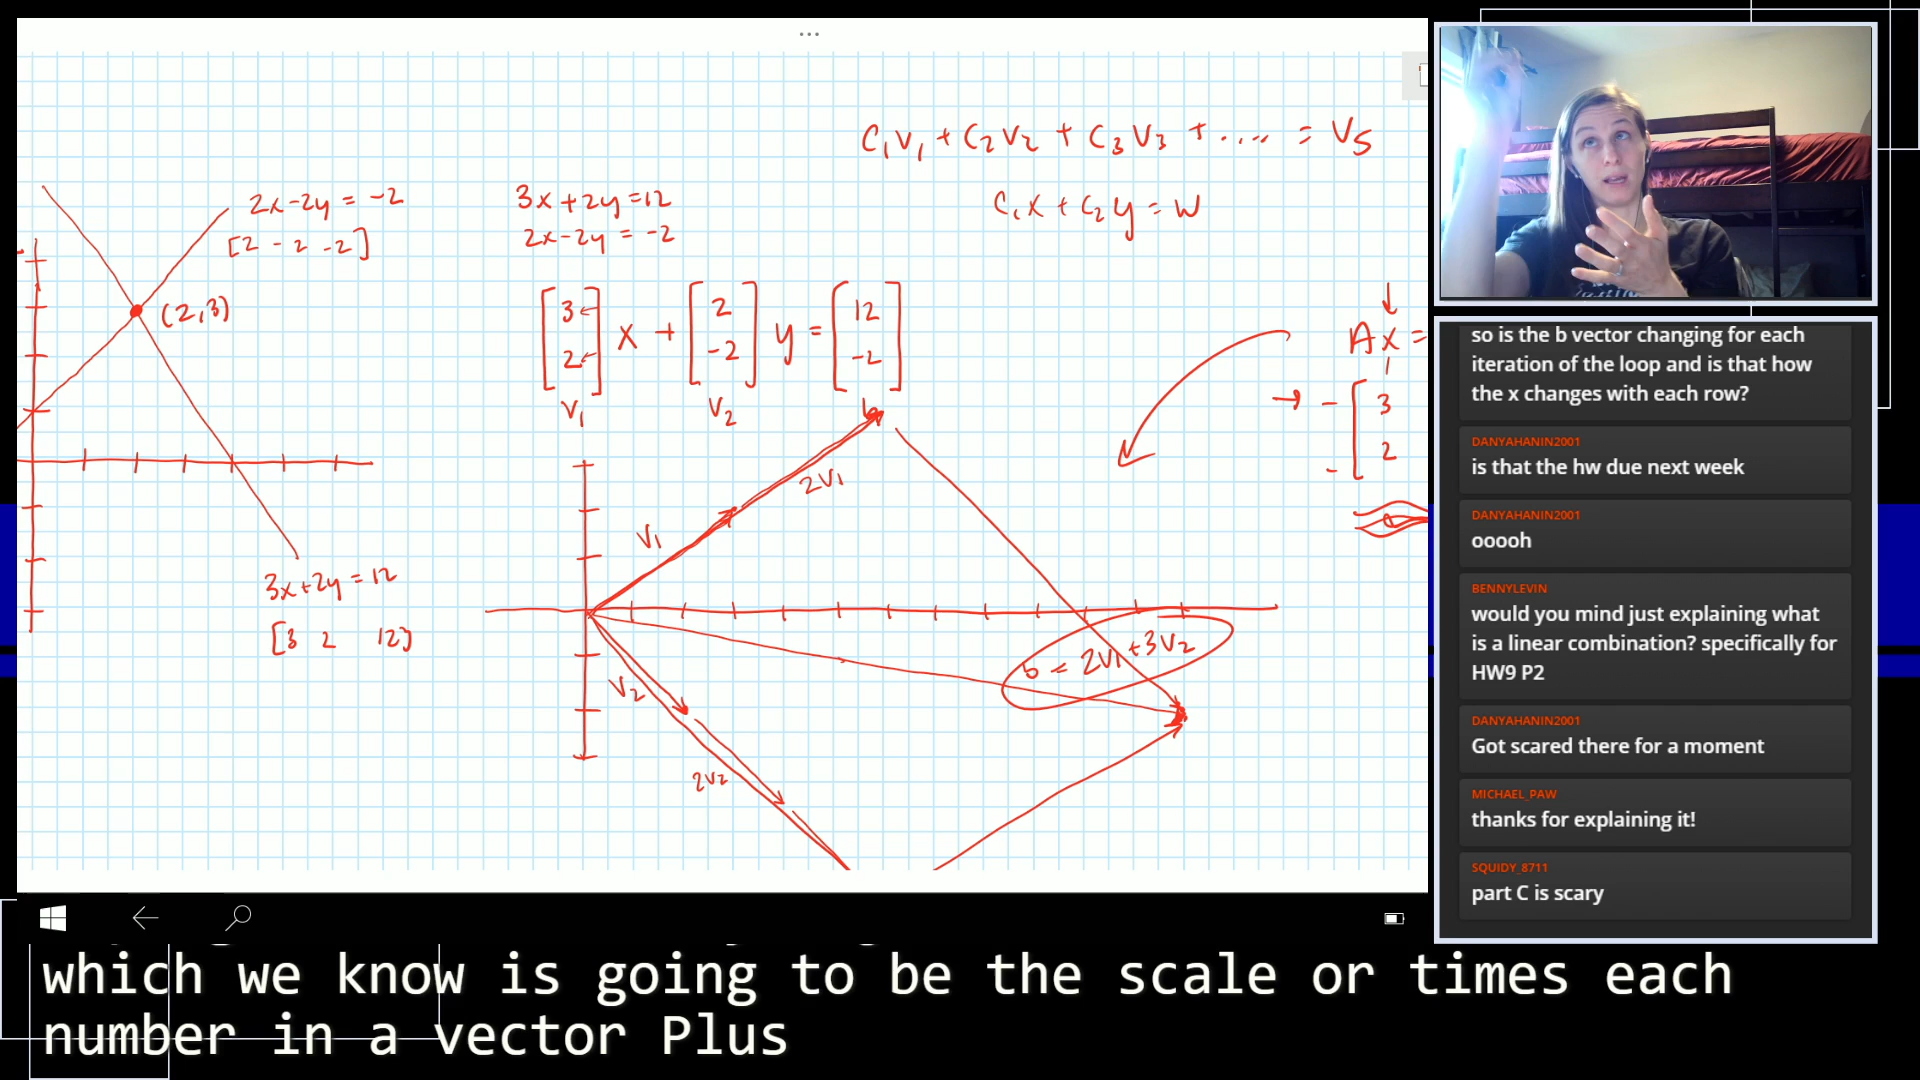 C₁V₁ + C₂V₂ + C₃V₃ + .... = V₅
C₁X + C₂y = W
2x-2y = -2
[2 -2 -2]
(2,3)
3x+2y=12
[3 2 12]
3x+2y=12
2x-2y = -2
[3 2] X + [2 -2] y = [12 -2]
V₁ V₂ b
V₁
2V₁
V₂
2V₂
b = 2V₁+3V₂
AX =
3
2
so is the b vector changing for each
iteration of the loop and is that how
the x changes with each row?
DANYAHANIN2001
is that the hw due next week
DANYAHANIN2001
ooooh
BENNYLEVIN
would you mind just explaining what
is a linear combination? specifically for
HW9 P2
DANYAHANIN2001
Got scared there for a moment
MICHAEL_PAW
thanks for explaining it!
SQUIDY_8711
part C is scary
which we know is going to be the scale or times each
number in a vector Plus